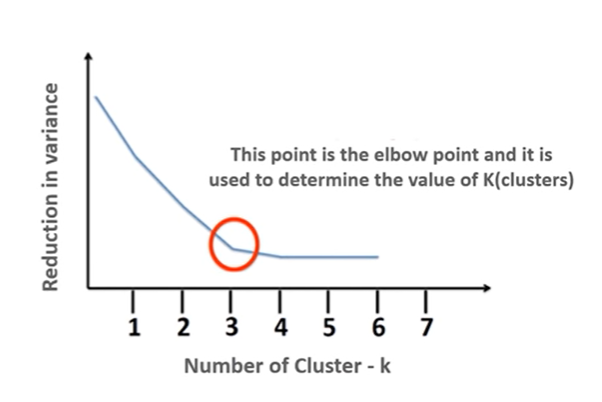 Reduction in variance
This point is the elbow point and it is
used to determine the value of K(clusters)
1 2 3 4 5 6 7
Number of Cluster - k